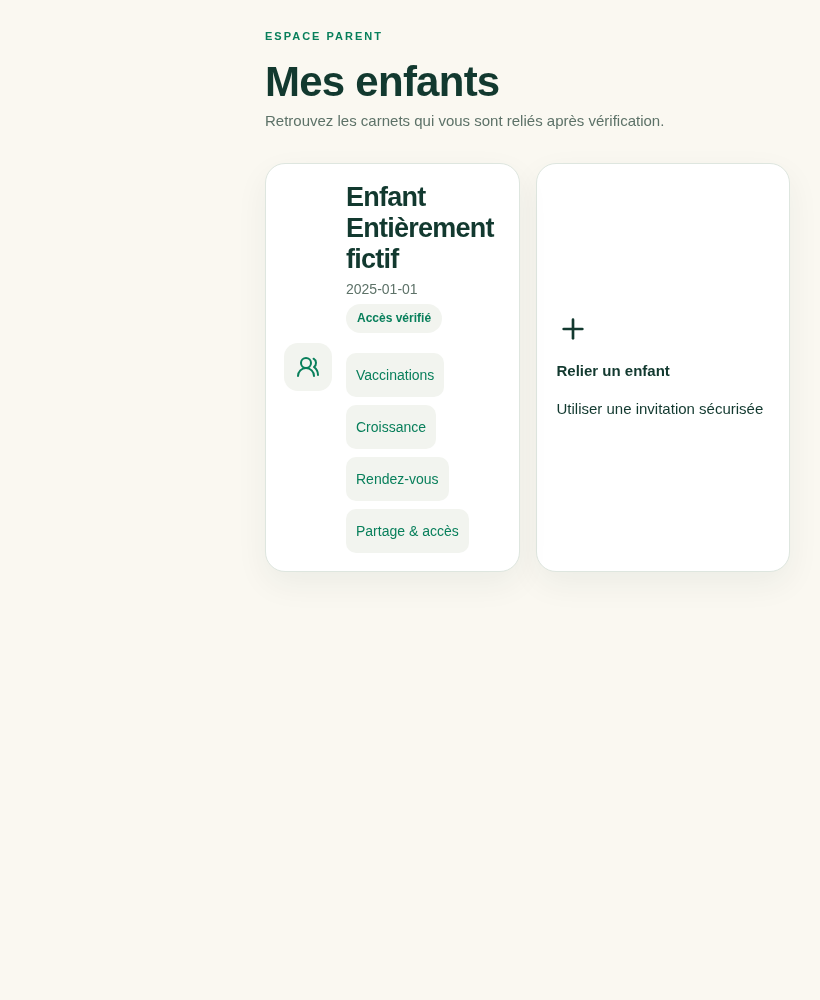 ESPACE PARENT
Mes enfants
Retrouvez les carnets qui vous sont reliés après vérification.
Enfant
Entièrement
fictif
2025-01-01
Accès vérifié
Vaccinations
Croissance
Rendez-vous
Partage & accès
Relier un enfant
Utiliser une invitation sécurisée